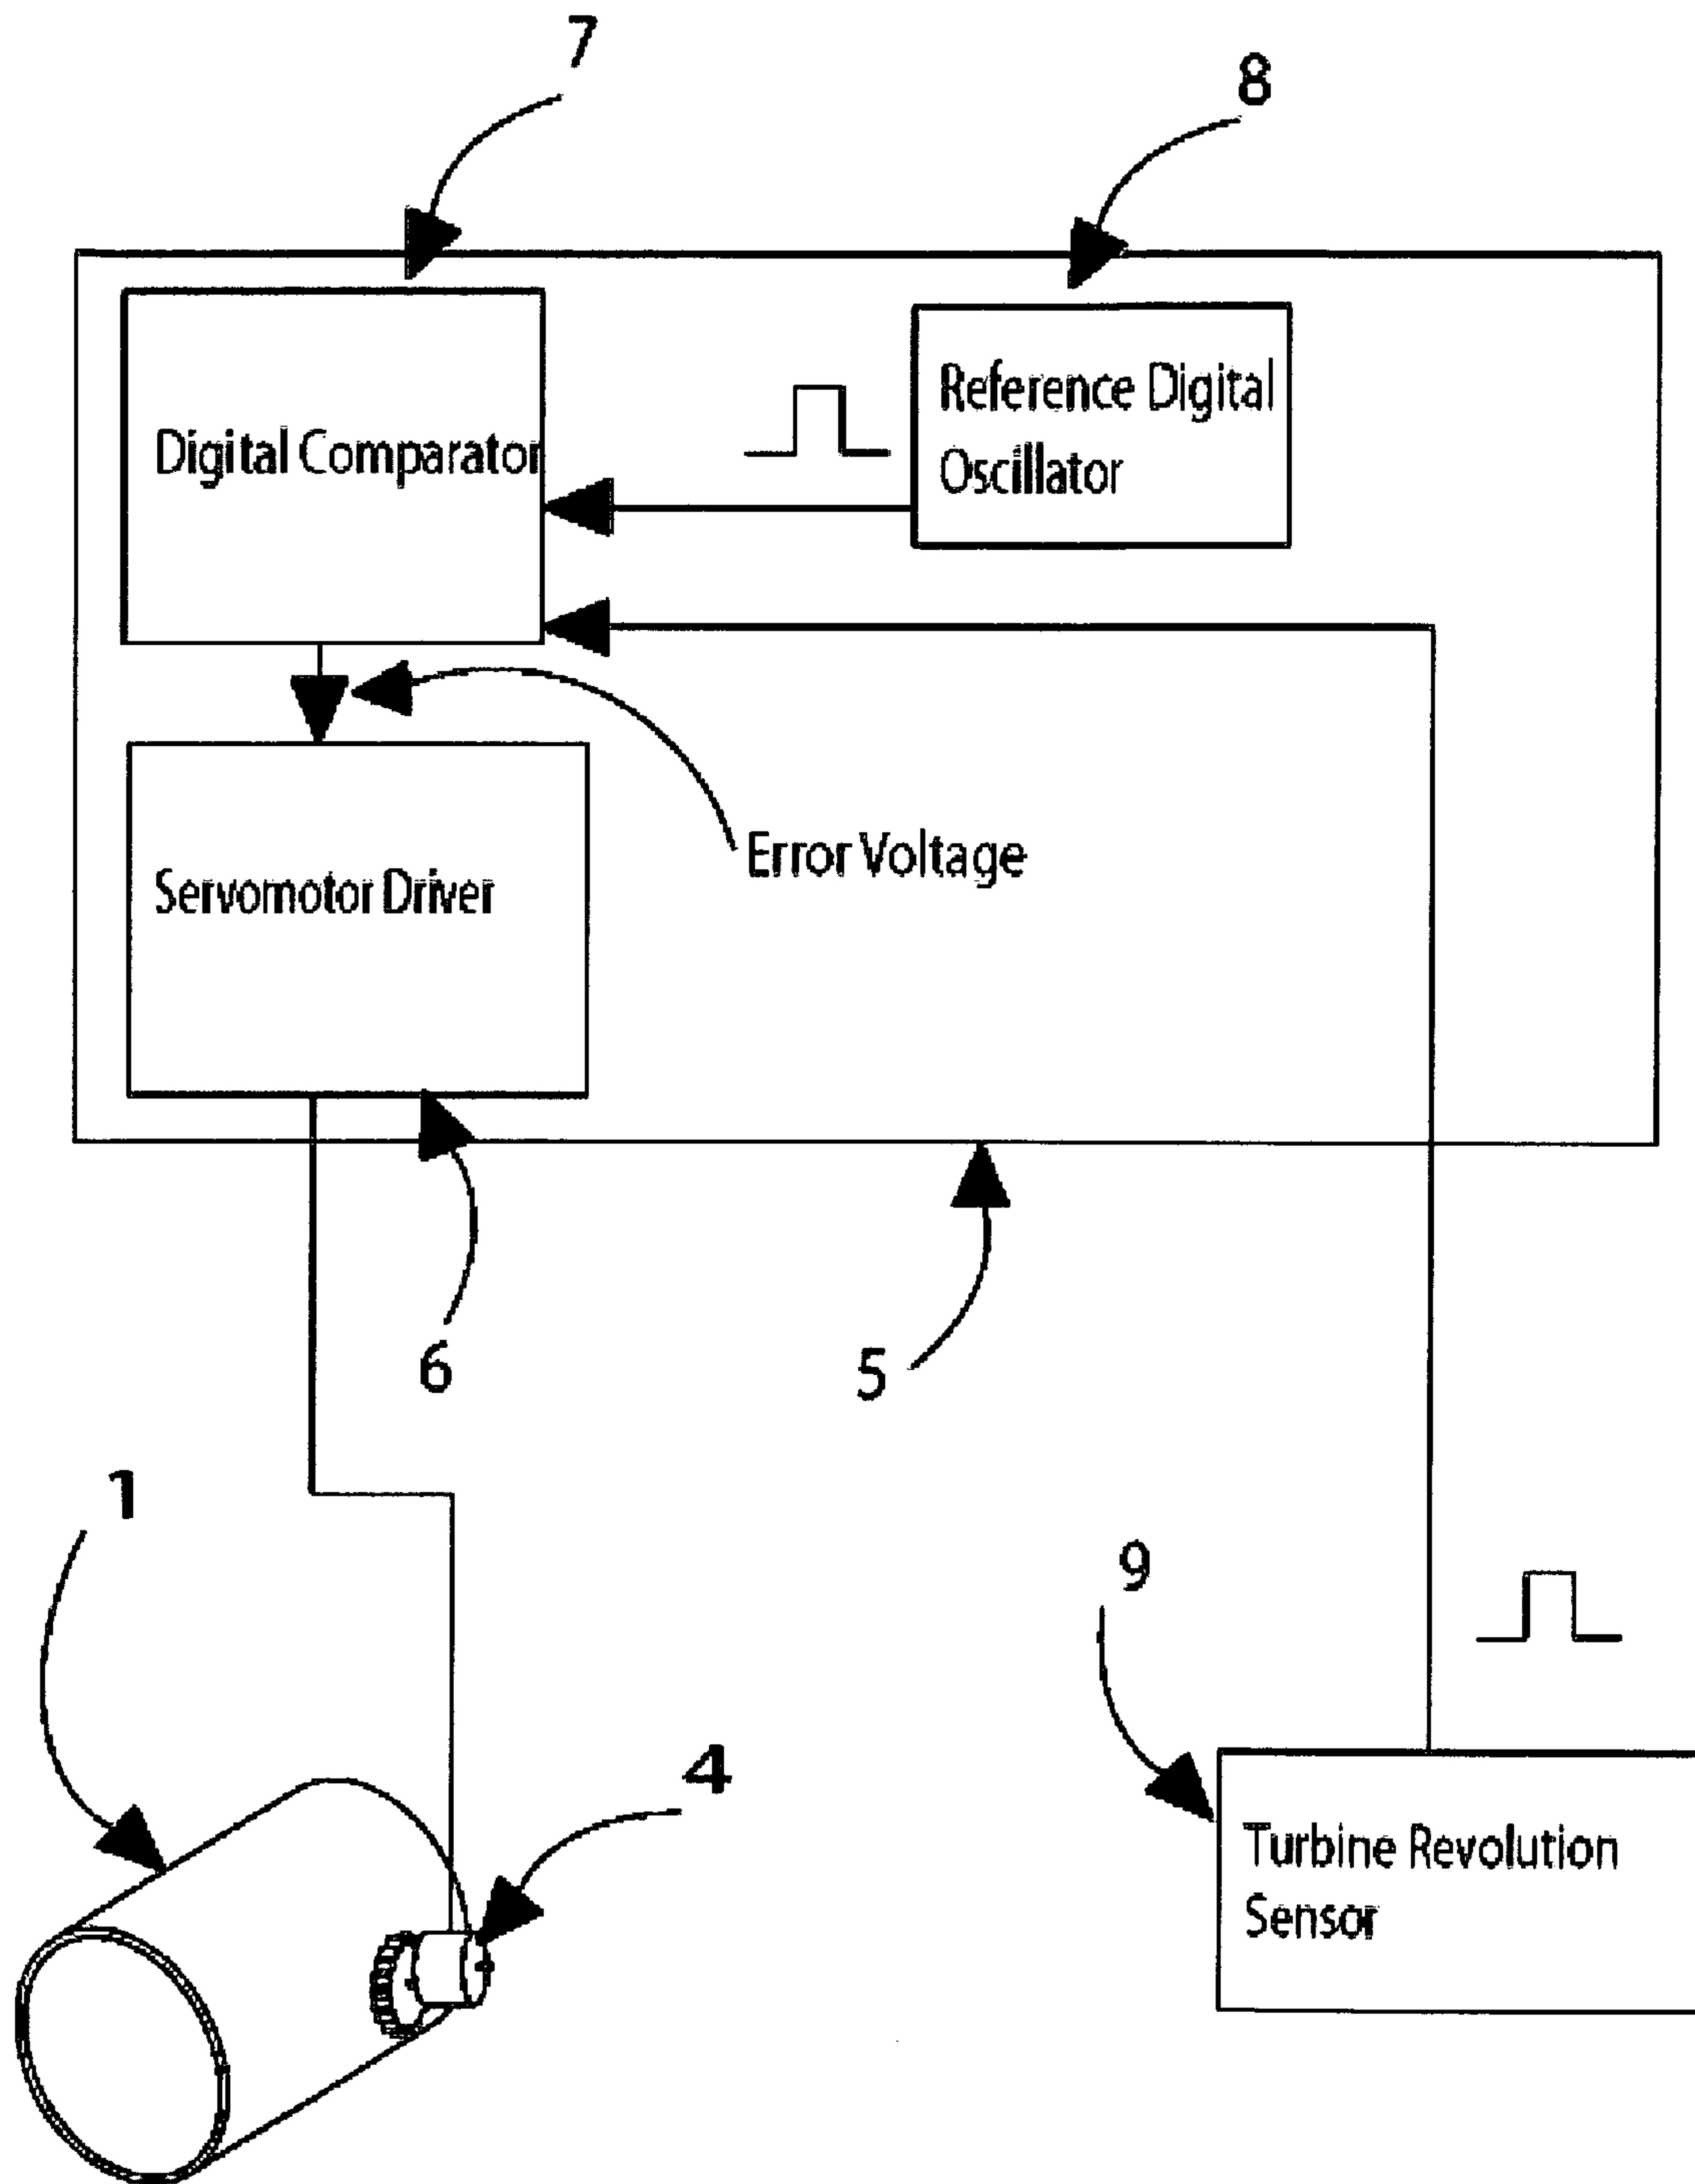 7
8
Digital Comparator
Reference Digital
Oscillator
Error Voltage
Servomotor Driver
6
5
1
9
4
Turbine Revolution
Sensor